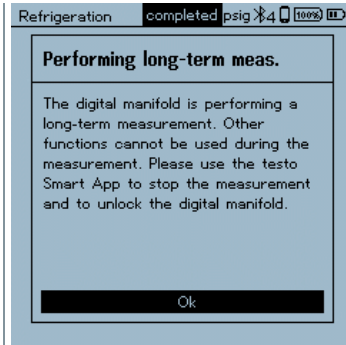 Refrigeration completed psig 4 100%
Performing long-term meas.
The digital manifold is performing a
long-term measurement. Other
functions cannot be used during the
measurement. Please use the testo
Smart App to stop the measurement
and to unlock the digital manifold.
Ok